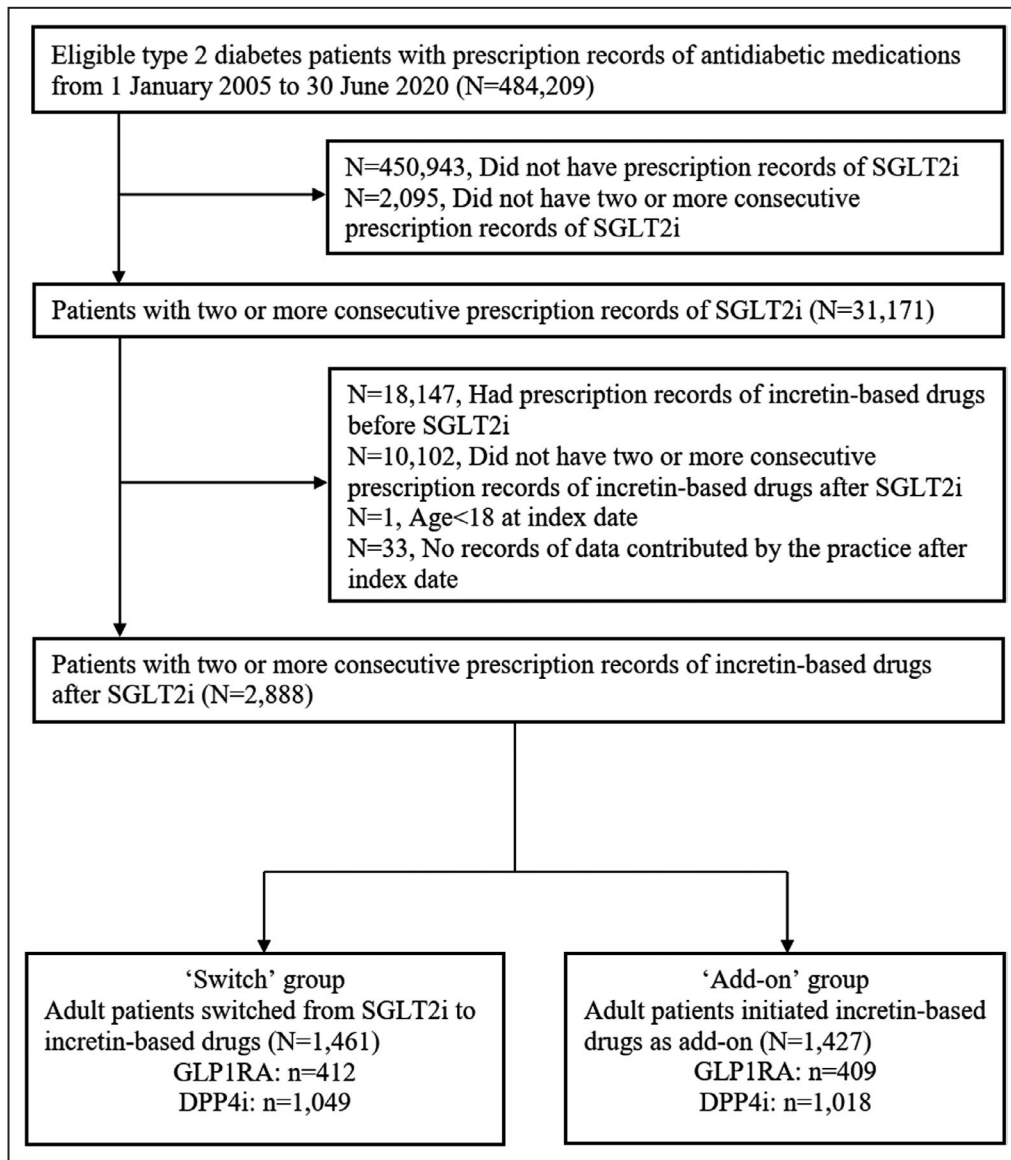 Eligible type 2 diabetes patients with prescription records of antidiabetic medications
from 1 January 2005 to 30 June 2020 (N=484,209)
N=450,943, Did not have prescription records of SGLT2i
N=2,095, Did not have two or more consecutive
prescription records of SGLT2i
Patients with two or more consecutive prescription records of SGLT2i (N=31,171)
N=18,147, Had prescription records of incretin-based drugs
before SGLT2i
N=10,102, Did not have two or more consecutive
prescription records of incretin-based drugs after SGLT2i
N=1, Age<18 at index date
N=33, No records of data contributed by the practice after
index date
Patients with two or more consecutive prescription records of incretin-based drugs
after SGLT2i (N=2,888)
‘Switch’ group
Adult patients switched from SGLT2i to
incretin-based drugs (N=1,461)
GLP1RA: n=412
DPP4i: n=1,049
‘Add-on’ group
Adult patients initiated incretin-based
drugs as add-on (N=1,427)
GLP1RA: n=409
DPP4i: n=1,018